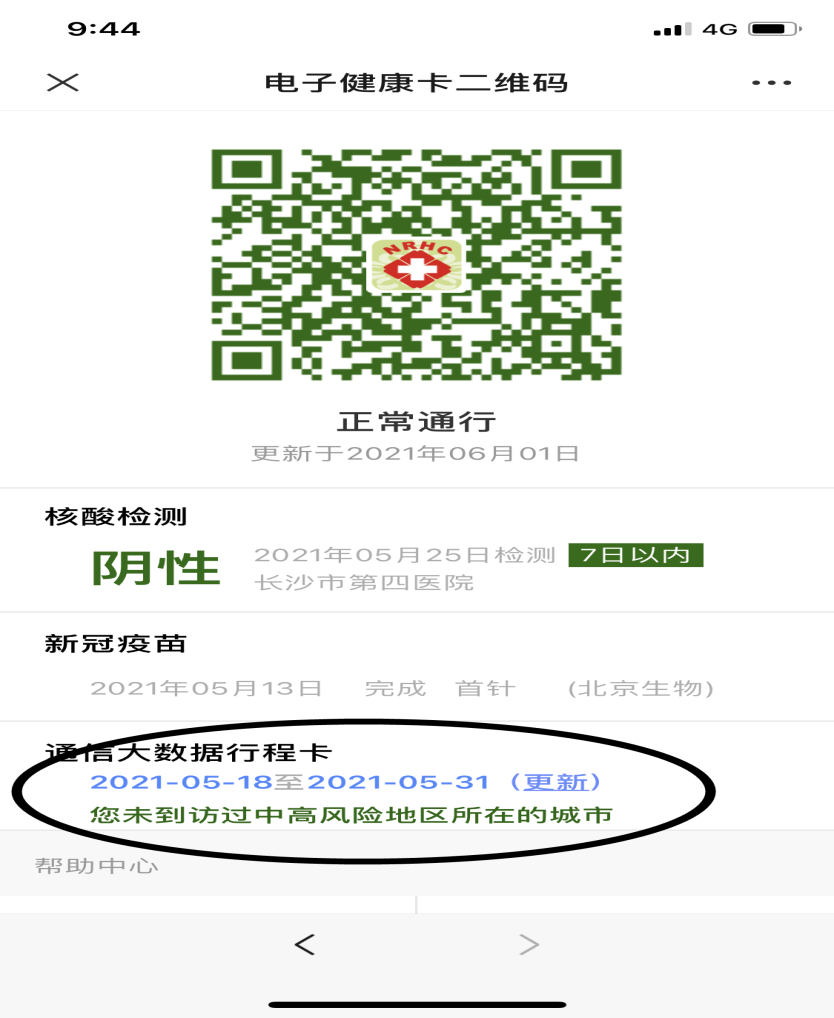 9:44 4G
电子健康卡二维码
NRHC
正常通行
更新于2021年06月01日
核酸检测
阴性 2021年05月25日检测 7日以内
长沙市第四医院
新冠疫苗
2021年05月13日 完成 首针 (北京生物)
通信大数据行程卡
2021-05-18至2021-05-31（更新）
您未到访过中高风险地区所在的城市
帮助中心